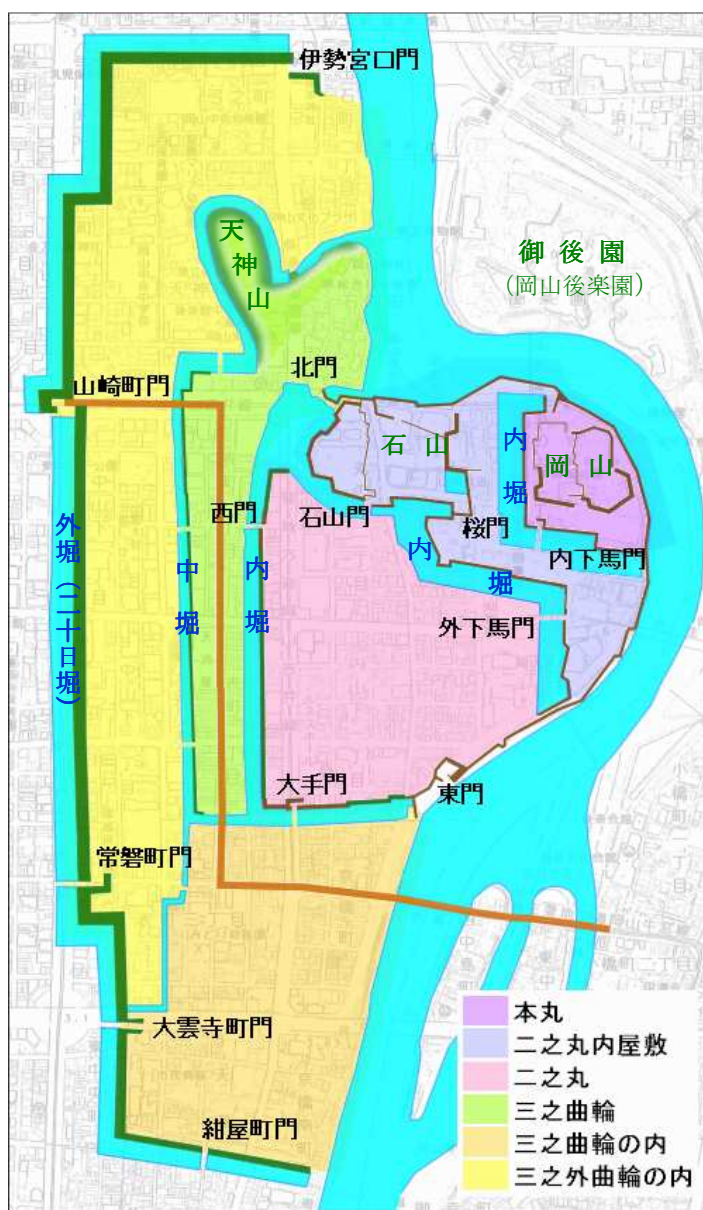 伊勢宮口門
天神山
御後園
(岡山後楽園)
北門
山崎町門
石山
内堀
岡山
西門
石山門
桜門
内下馬門
外堀(二十日堀)
中堀
内堀
内堀
外下馬門
大手門
東門
常磐町門
大雲寺町門
紺屋町門
本丸
二之丸内屋敷
二之丸
三之曲輪
三之曲輪の内
三之外曲輪の内